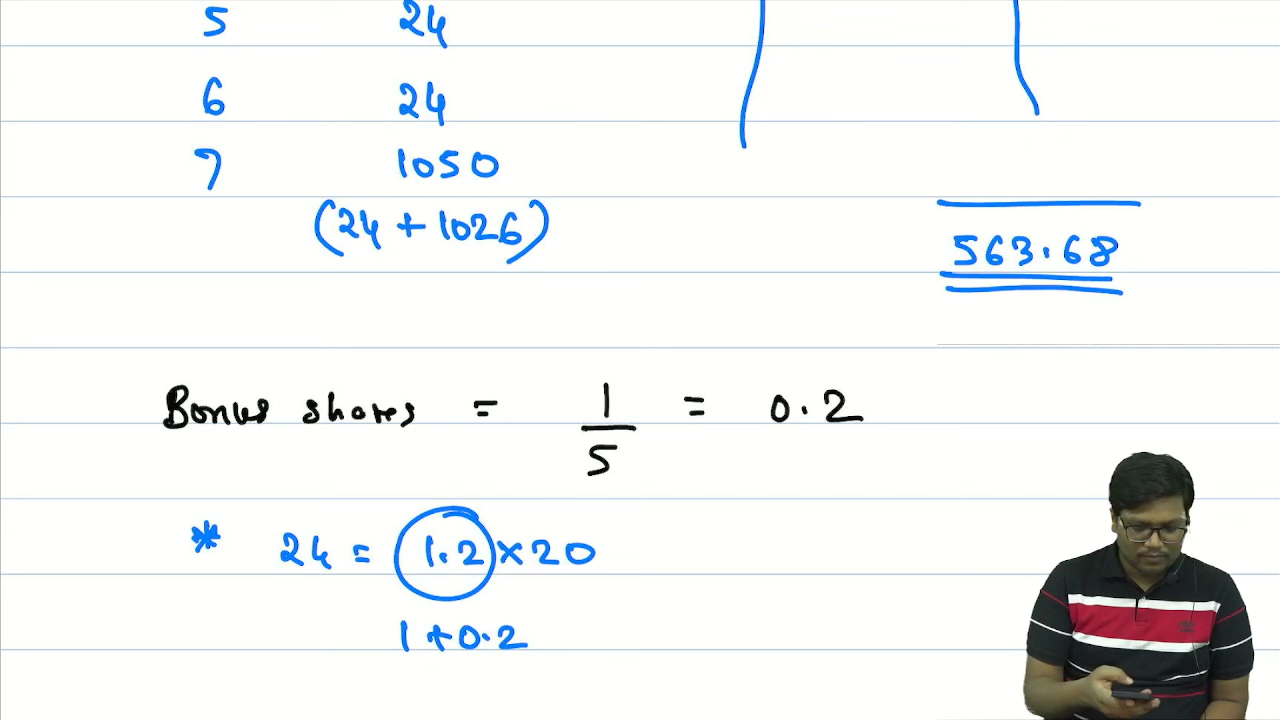 5 24
6 24
7 1050
(24 + 1026)
563.68
Bonus shares = 1/5 = 0.2
* 24 = 1.2 × 20
1 + 0.2